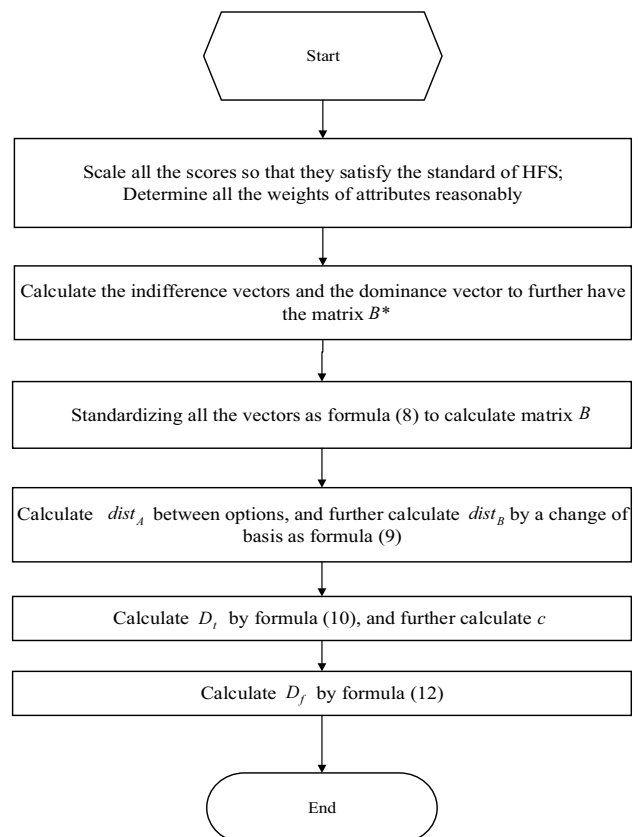 Start
Scale all the scores so that they satisfy the standard of HFS;
Determine all the weights of attributes reasonably
Calculate the indifference vectors and the dominance vector to further have
the matrix B*
Standardizing all the vectors as formula (8) to calculate matrix B
Calculate dist_A between options, and further calculate dist_B by a change of
basis as formula (9)
Calculate D_t by formula (10), and further calculate c
Calculate D_f by formula (12)
End